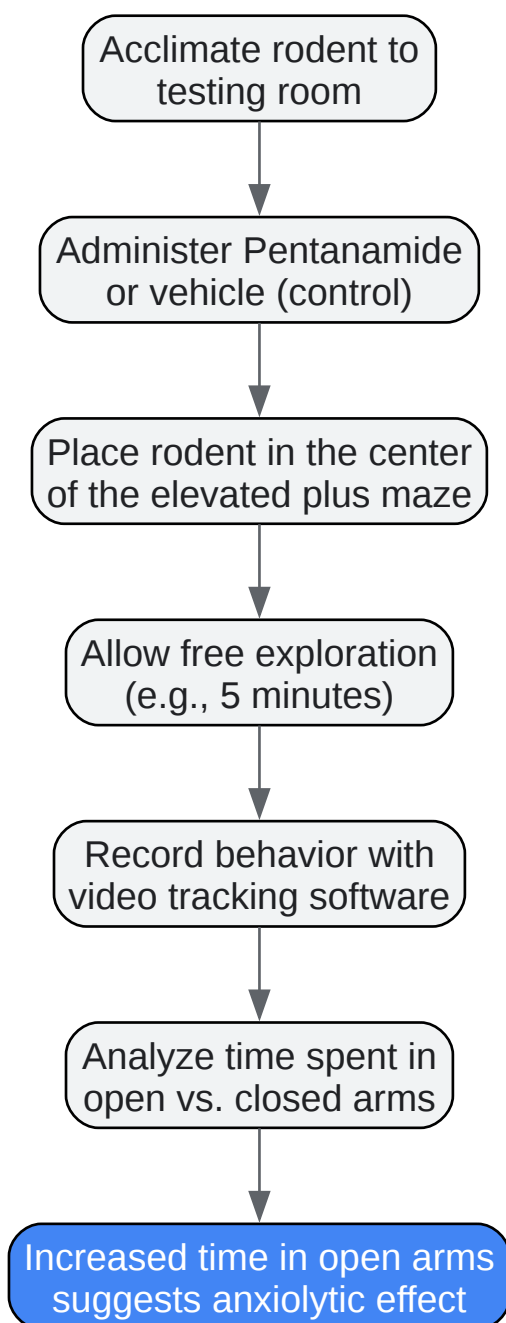 Acclimate rodent to
testing room
Administer Pentanamide
or vehicle (control)
Place rodent in the center
of the elevated plus maze
Allow free exploration
(e.g., 5 minutes)
Record behavior with
video tracking software
Analyze time spent in
open vs. closed arms
Increased time in open arms
suggests anxiolytic effect